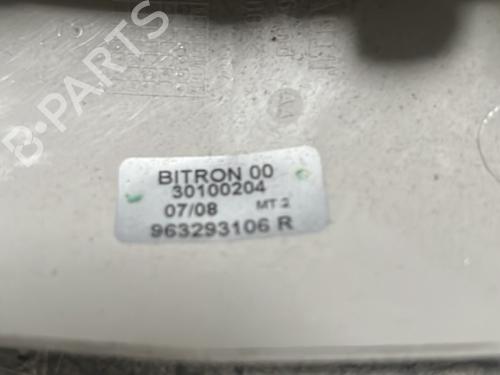 BITRON 00
30100204
07/08 MT 2
963293106 R
B-PARTS